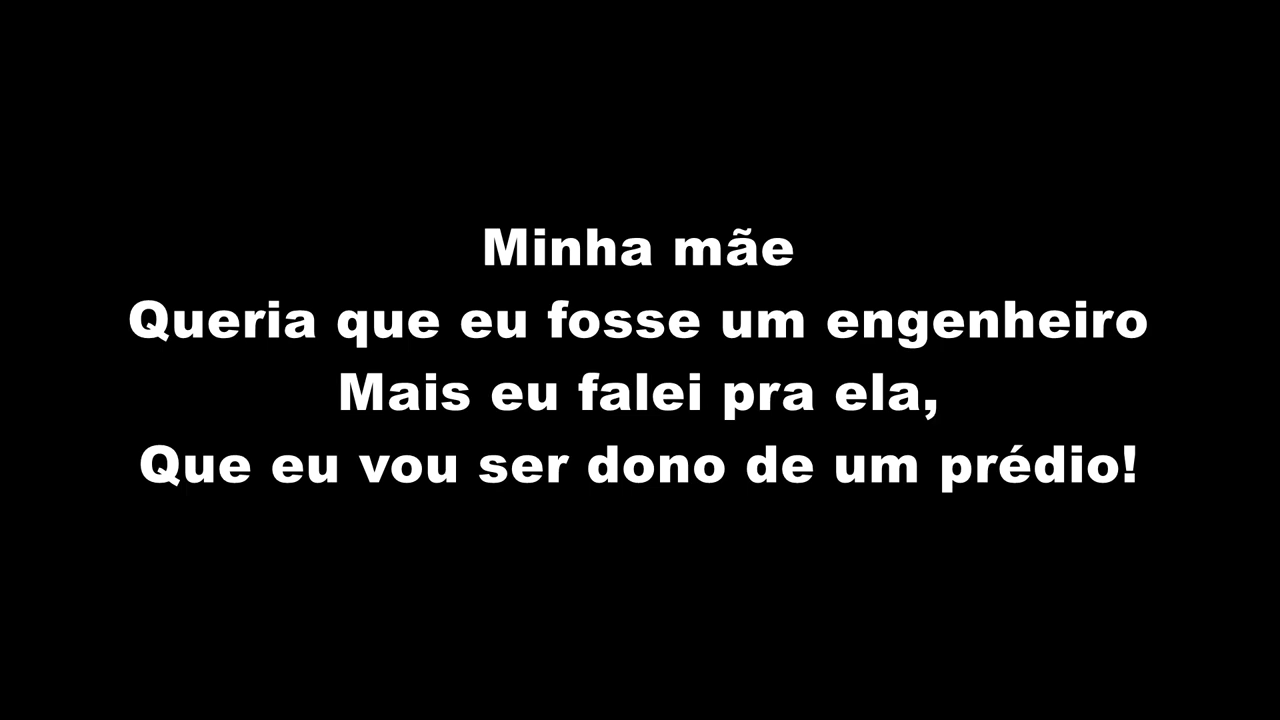 Minha mãe
Queria que eu fosse um engenheiro
Mais eu falei pra ela,
Que eu vou ser dono de um prédio!